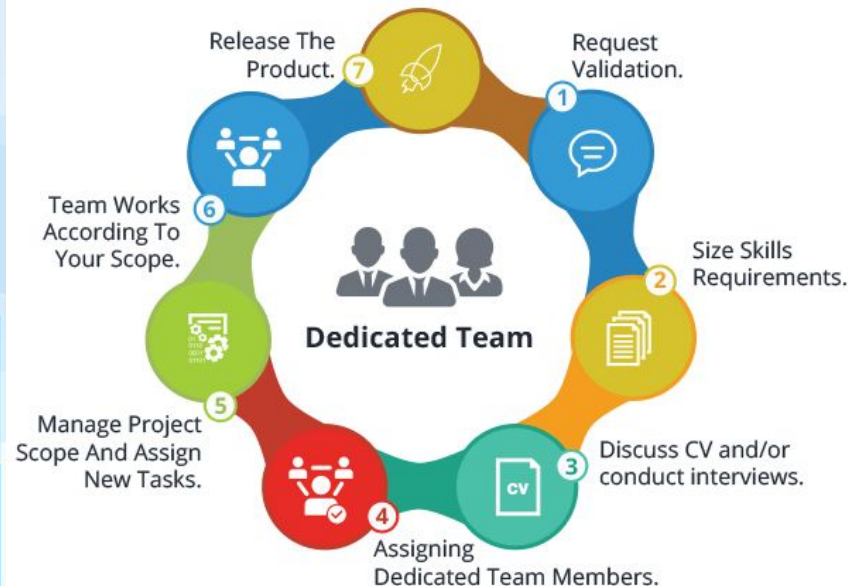 Release The
Product.
7
Request
Validation.
1
Team Works
According To
Your Scope.
6
Size Skills
Requirements.
2
Dedicated Team
Manage Project
Scope And Assign
New Tasks.
5
Discuss CV and/or
conduct interviews.
3
CV
4
Assigning
Dedicated Team Members.